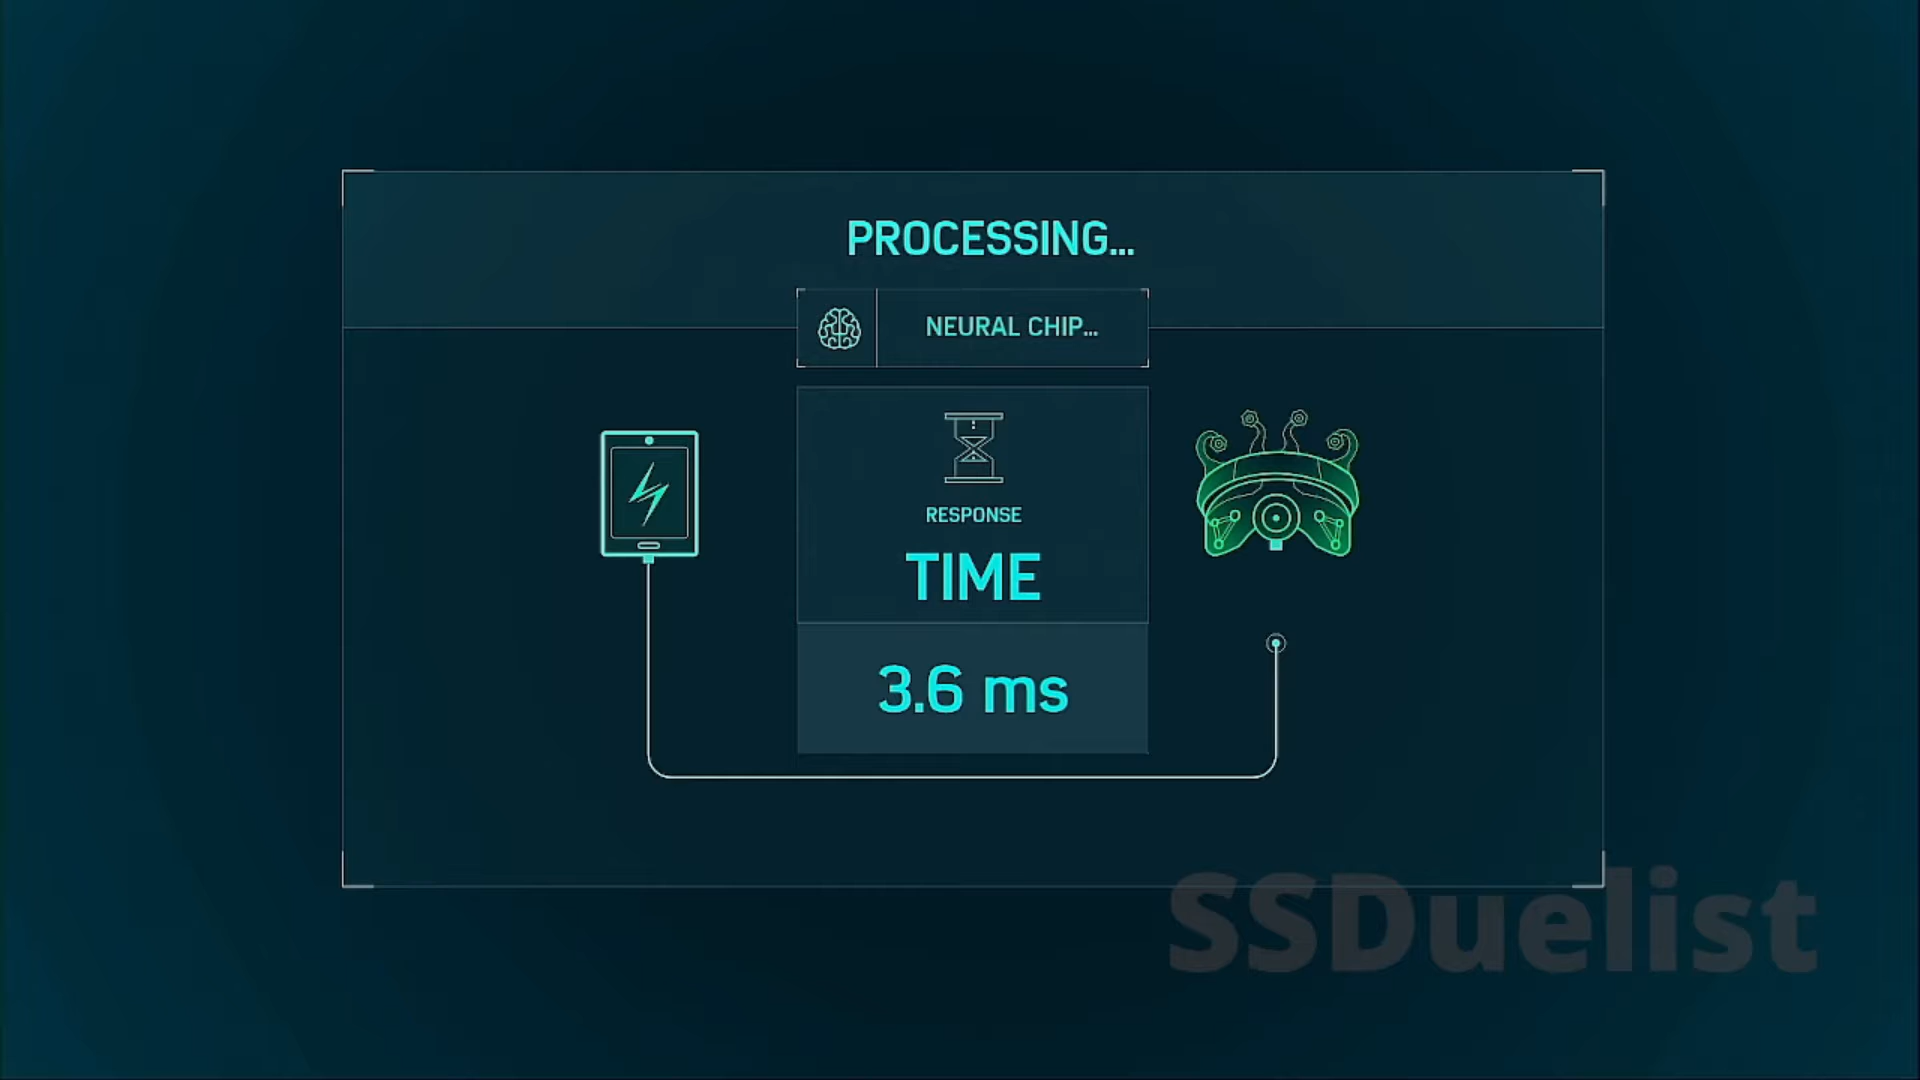 PROCESSING...
NEURAL CHIP...
RESPONSE
TIME
3.6 ms
SSDuelist